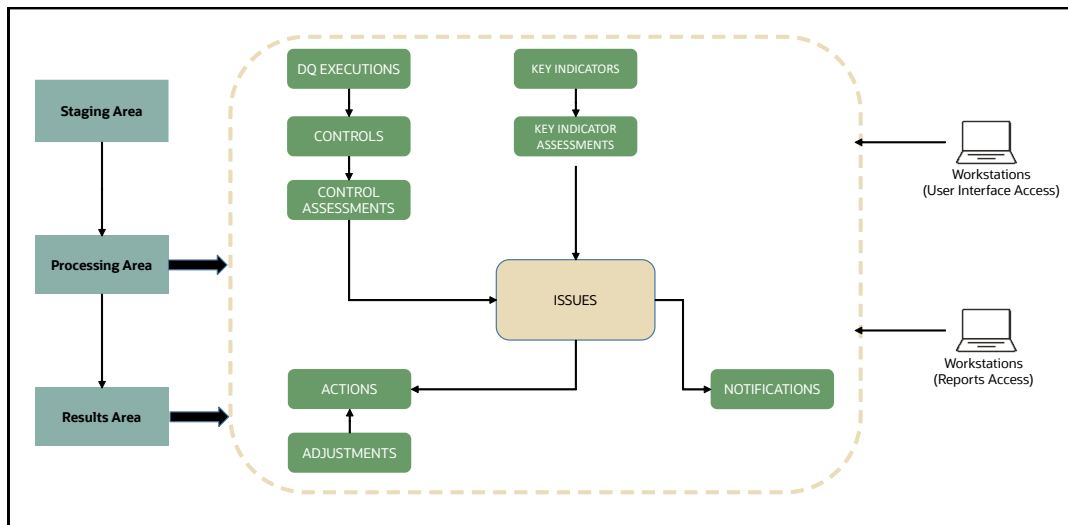 Staging Area
Processing Area
Results Area
DQ EXECUTIONS
CONTROLS
CONTROL
ASSESSMENTS
KEY INDICATORS
KEY INDICATOR
ASSESSMENTS
ISSUES
ACTIONS
ADJUSTMENTS
NOTIFICATIONS
Workstations
(User Interface Access)
Workstations
(Reports Access)